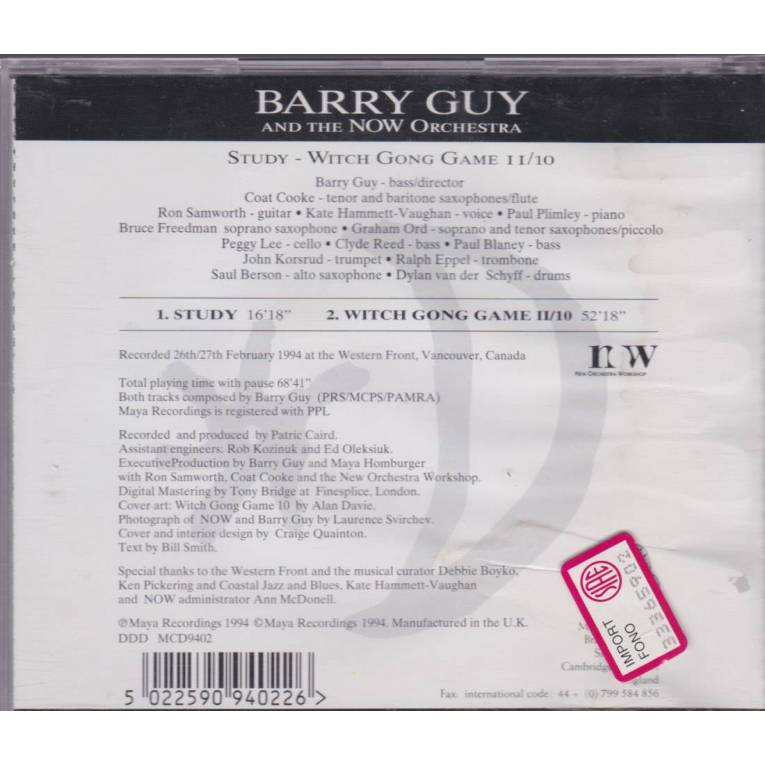 BARRY GUY
AND THE NOW ORCHESTRA
STUDY - WITCH GONG GAME II/10
Barry Guy - bass/director
Coat Cooke - tenor and baritone saxophones/flute
Ron Samworth - guitar • Kate Hammett-Vaughan - voice • Paul Plimley - piano
Bruce Freedman soprano saxophone • Graham Ord - soprano and tenor saxophones/piccolo
Peggy Lee - cello • Clyde Reed - bass • Paul Blaney - bass
John Korsrud - trumpet • Ralph Eppel - trombone
Saul Berson - alto saxophone • Dylan van der Schyff - drums
1. STUDY 16'18" 2. WITCH GONG GAME II/10 52'18"
Recorded 26th/27th February 1994 at the Western Front, Vancouver, Canada
now
NEW ORCHESTRA WORKSHOP
Total playing time with pause 68'41"
Both tracks composed by Barry Guy (PRS/MCPS/PAMRA)
Maya Recordings is registered with PPL
Recorded and produced by Patric Caird.
Assistant engineers: Rob Kozinuk and Ed Oleksiuk.
ExecutiveProduction by Barry Guy and Maya Homburger
with Ron Samworth, Coat Cooke and the New Orchestra Workshop.
Digital Mastering by Tony Bridge at Finesplice, London.
Cover art: Witch Gong Game 10 by Alan Davie.
Photograph of NOW and Barry Guy by Laurence Svirchev.
Cover and interior design by Craige Quainton.
Text by Bill Smith.
Special thanks to the Western Front and the musical curator Debbie Boyko,
Ken Pickering and Coastal Jazz and Blues, Kate Hammett-Vaughan
and NOW administrator Ann McDonell.
℗Maya Recordings 1994 ©Maya Recordings 1994. Manufactured in the U.K.
DDD MCD9402
SIAE
IMPORT
FONO
Cambridge
Fax: international code: 44 + (0) 799 584 856
5 022590 940226 >